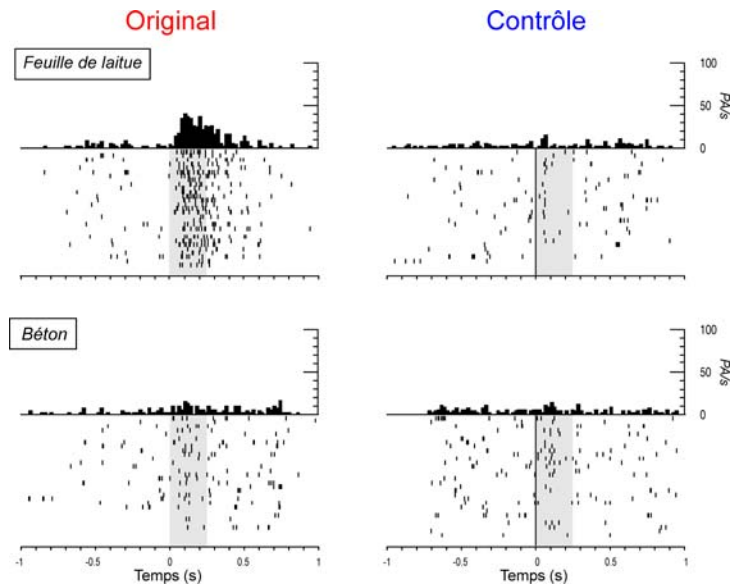 Original Contrôle
Feuille de laitue
100
50
0
PA/s
Béton
100
50
0
PA/s
-1 -0.5 0 0.5 1 -1 -0.5 0 0.5 1
Temps (s) Temps (s)